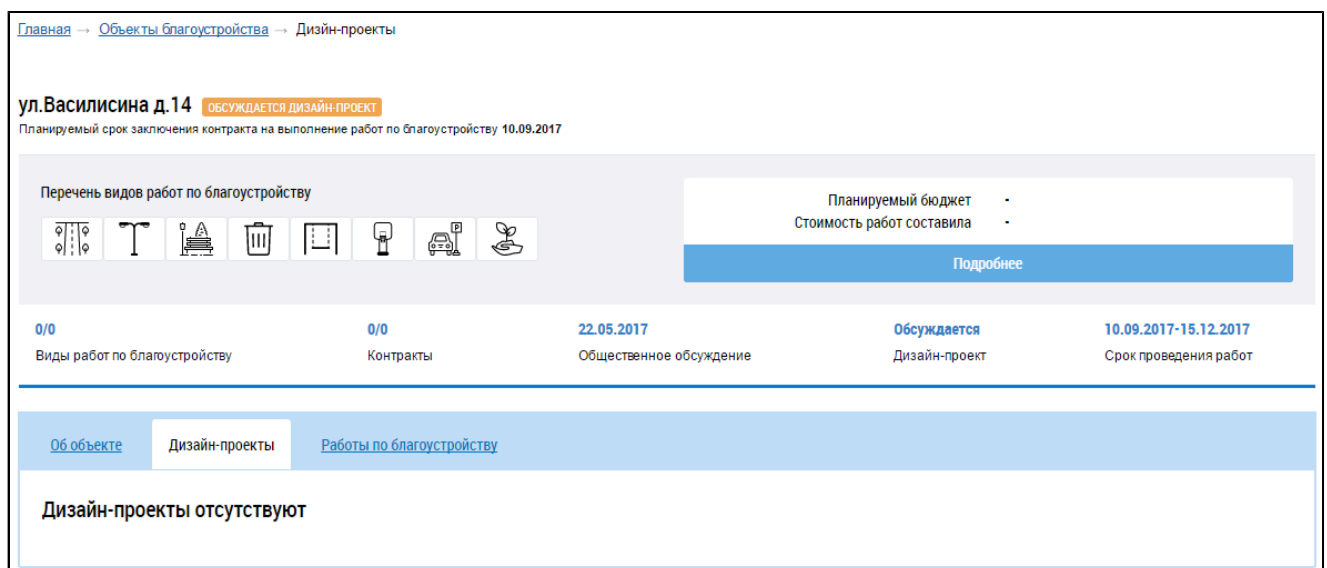 Главная → Объекты благоустройства → Дизйн-проекты
ул.Василисина д.14 ОБСУЖДАЕТСЯ ДИЗАЙН-ПРОЕКТ
Планируемый срок заключения контракта на выполнение работ по благоустройству 10.09.2017
Перечень видов работ по благоустройству
Планируемый бюджет -
Стоимость работ составила -
P
Подробнее
0/0 0/0 22.05.2017 Обсуждается 10.09.2017-15.12.2017
Виды работ по благоустройству Контракты Общественное обсуждение Дизайн-проект Срок проведения работ
Об объекте Дизайн-проекты Работы по благоустройству
Дизайн-проекты отсутствуют